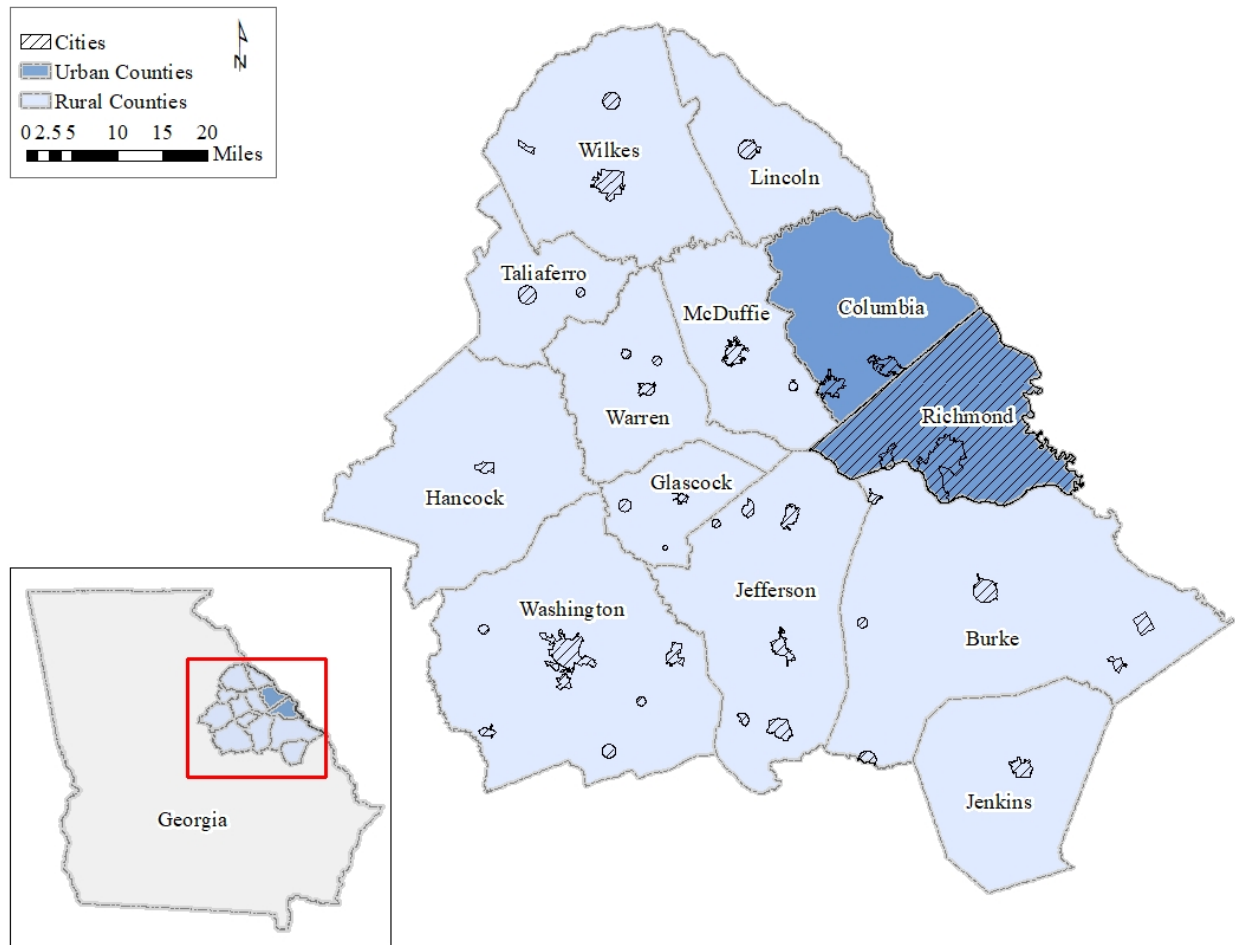 Cities
N
Urban Counties
Rural Counties
0 2.5 5 10 15 20
Miles
Wilkes
Lincoln
Taliaferro
McDuffie
Columbia
Warren
Richmond
Hancock
Glascock
Washington
Jefferson
Burke
Jenkins
Georgia